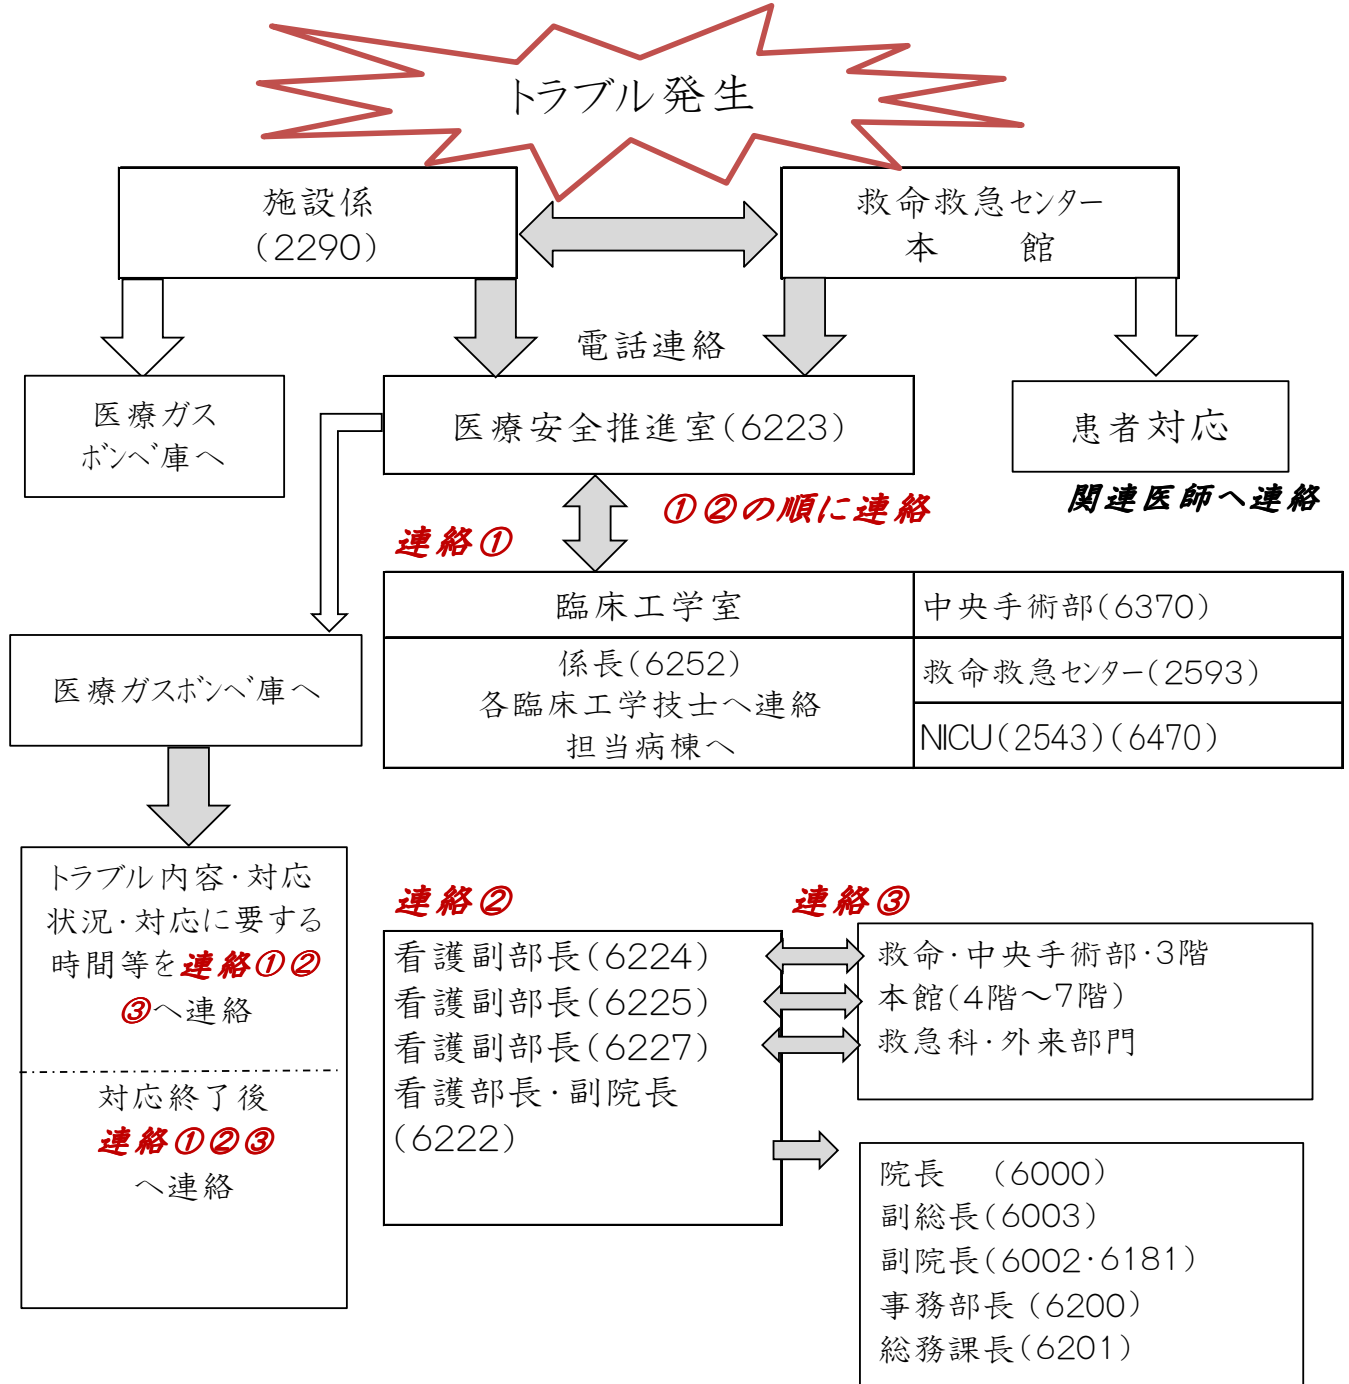 トラブル発生
施設係
(2290)
救命救急センター
本　館
電話連絡
医療ガス
ボンベ庫へ
医療安全推進室(6223)
患者対応
関連医師へ連絡
①②の順に連絡
連絡①
臨床工学室
中央手術部(6370)
係長(6252)
各臨床工学技士へ連絡
担当病棟へ
救命救急センター(2593)
NICU(2543)(6470)
医療ガスボンベ庫へ
トラブル内容・対応
状況・対応に要する
時間等を連絡①②
③へ連絡
対応終了後
連絡①②③
へ連絡
連絡②
看護副部長(6224)
看護副部長(6225)
看護副部長(6227)
看護部長・副院長
(6222)
連絡③
救命・中央手術部・3階
本館(4階～7階)
救急科・外来部門
院長　(6000)
副総長(6003)
副院長(6002・6181)
事務部長(6200)
総務課長(6201)